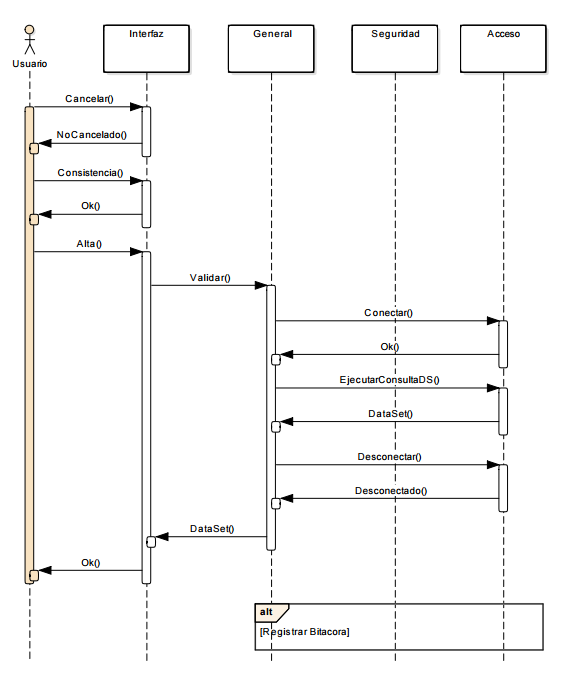 Interfaz
General
Seguridad
Acceso
Usuario
Cancelar()
NoCancelado()
Consistencia()
Ok()
Alta()
Validar()
Conectar()
Ok()
EjecutarConsultaDS()
DataSet()
Desconectar()
Desconectado()
DataSet()
Ok()
alt
[Registrar Bitacora]